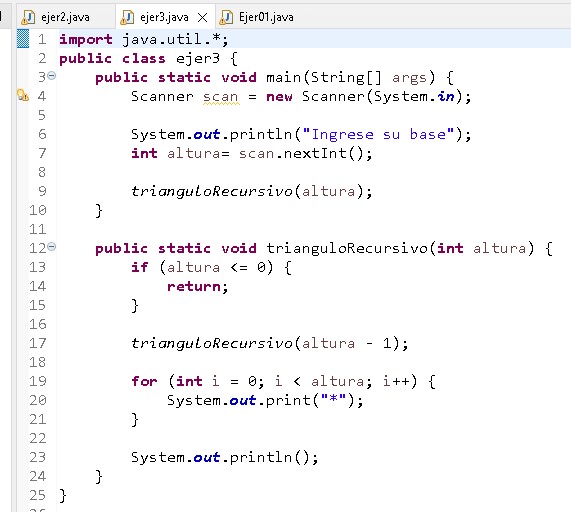 ejer2.java ejer3.java Ejer01.java
1 import java.util.*;
2 public class ejer3 {
3 public static void main(String[] args) {
4 Scanner scan = new Scanner(System.in);
5
6 System.out.println("Ingrese su base");
7 int altura= scan.nextInt();
8
9 trianguloRecursivo(altura);
10 }
11
12 public static void trianguloRecursivo(int altura) {
13 if (altura <= 0) {
14 return;
15 }
16
17 trianguloRecursivo(altura - 1);
18
19 for (int i = 0; i < altura; i++) {
20 System.out.print("*");
21 }
22
23 System.out.println();
24 }
25 }